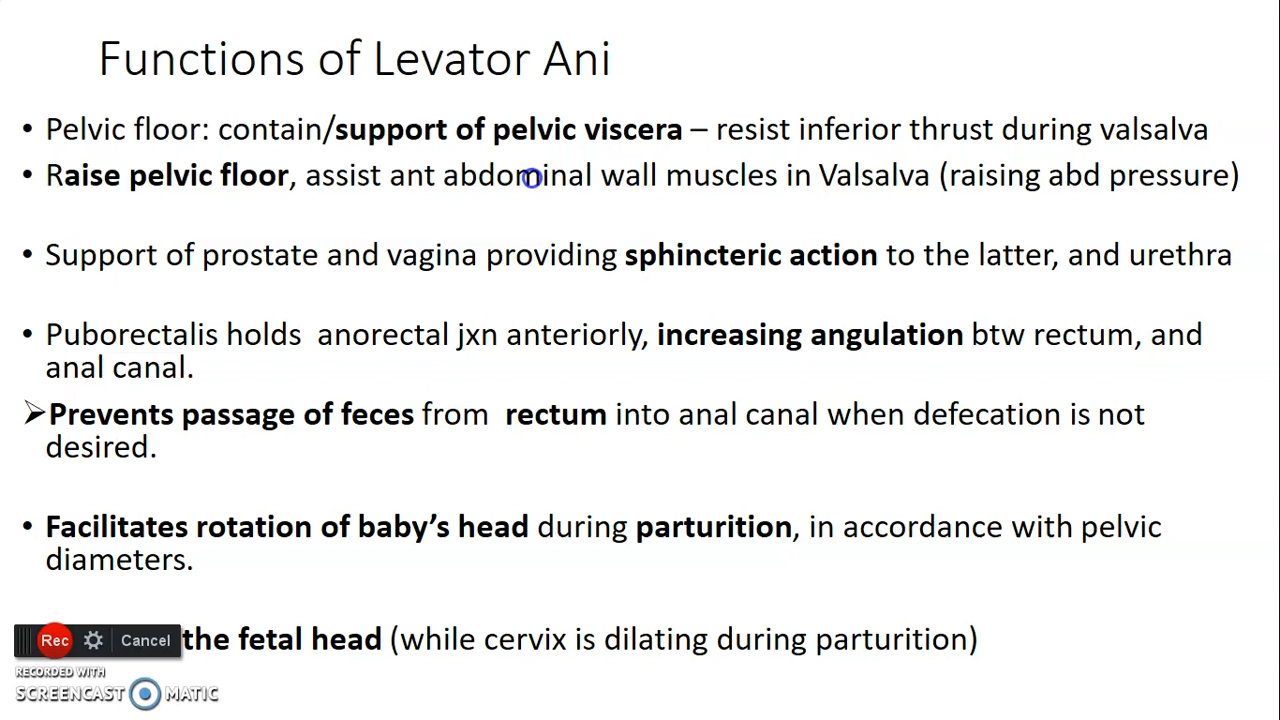 Functions of Levator Ani
• Pelvic floor: contain/support of pelvic viscera – resist inferior thrust during valsalva
• Raise pelvic floor, assist ant abdominal wall muscles in Valsalva (raising abd pressure)
• Support of prostate and vagina providing sphincteric action to the latter, and urethra
• Puborectalis holds anorectal jxn anteriorly, increasing angulation btw rectum, and
anal canal.
➢Prevents passage of feces from rectum into anal canal when defecation is not
desired.
• Facilitates rotation of baby’s head during parturition, in accordance with pelvic
diameters.
the fetal head (while cervix is dilating during parturition)
Rec Cancel
RECORDED WITH
SCREENCAST MATIC